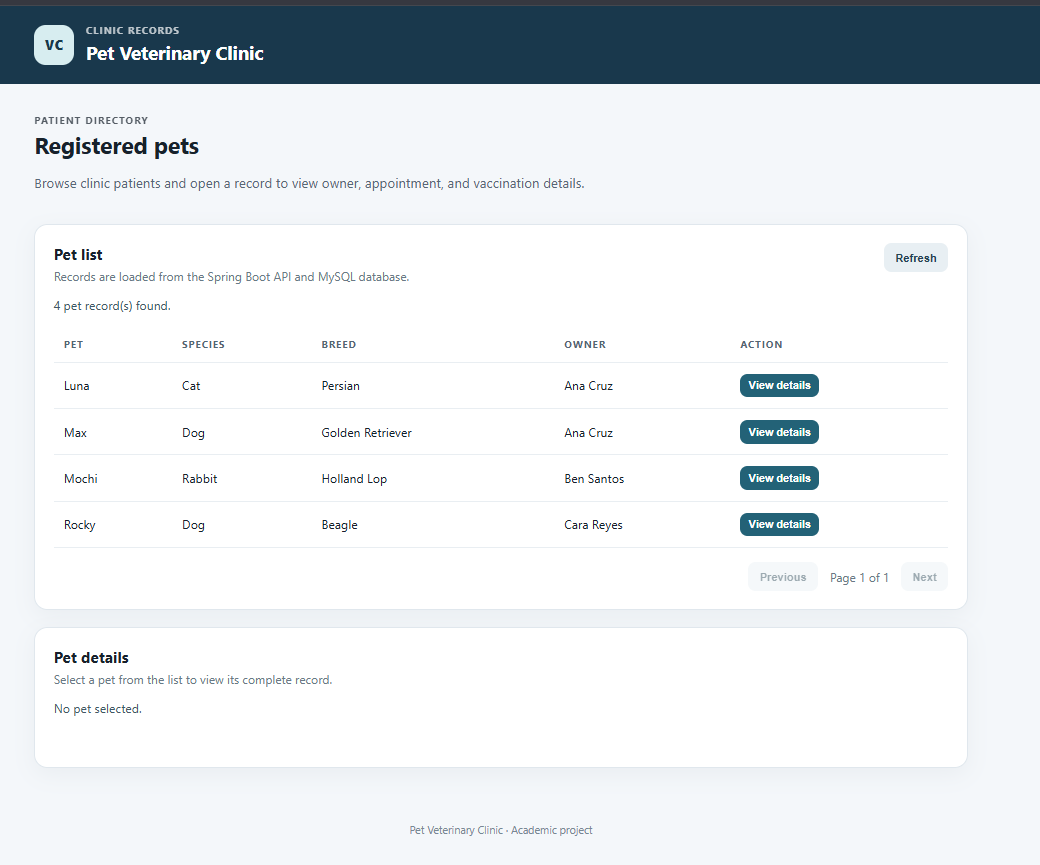 VC
CLINIC RECORDS
Pet Veterinary Clinic
PATIENT DIRECTORY
Registered pets
Browse clinic patients and open a record to view owner, appointment, and vaccination details.
Pet list
Records are loaded from the Spring Boot API and MySQL database.
Refresh
4 pet record(s) found.
PET SPECIES BREED OWNER ACTION
Luna Cat Persian Ana Cruz View details
Max Dog Golden Retriever Ana Cruz View details
Mochi Rabbit Holland Lop Ben Santos View details
Rocky Dog Beagle Cara Reyes View details
Previous Page 1 of 1 Next
Pet details
Select a pet from the list to view its complete record.
No pet selected.
Pet Veterinary Clinic · Academic project